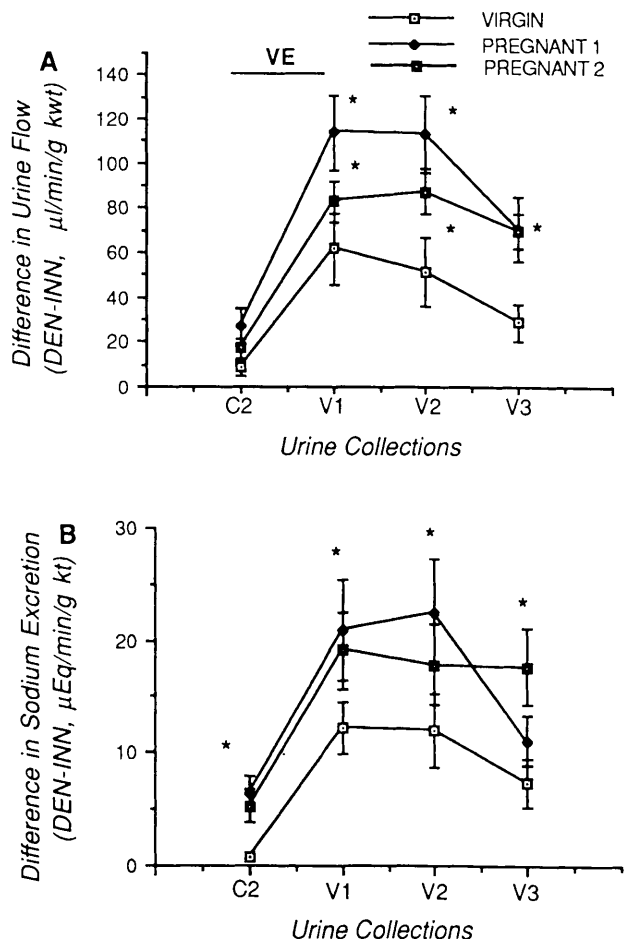 VIRGIN
PREGNANT 1
PREGNANT 2
A
VE
Difference in Urine Flow
(DEN-INN, µl/min/g kwt)
140
120
100
80
60
40
20
0
* * * * *
C2 V1 V2 V3
Urine Collections
B
Difference in Sodium Excretion
(DEN-INN, µEq/min/g kt)
30
20
10
0
* * * *
C2 V1 V2 V3
Urine Collections